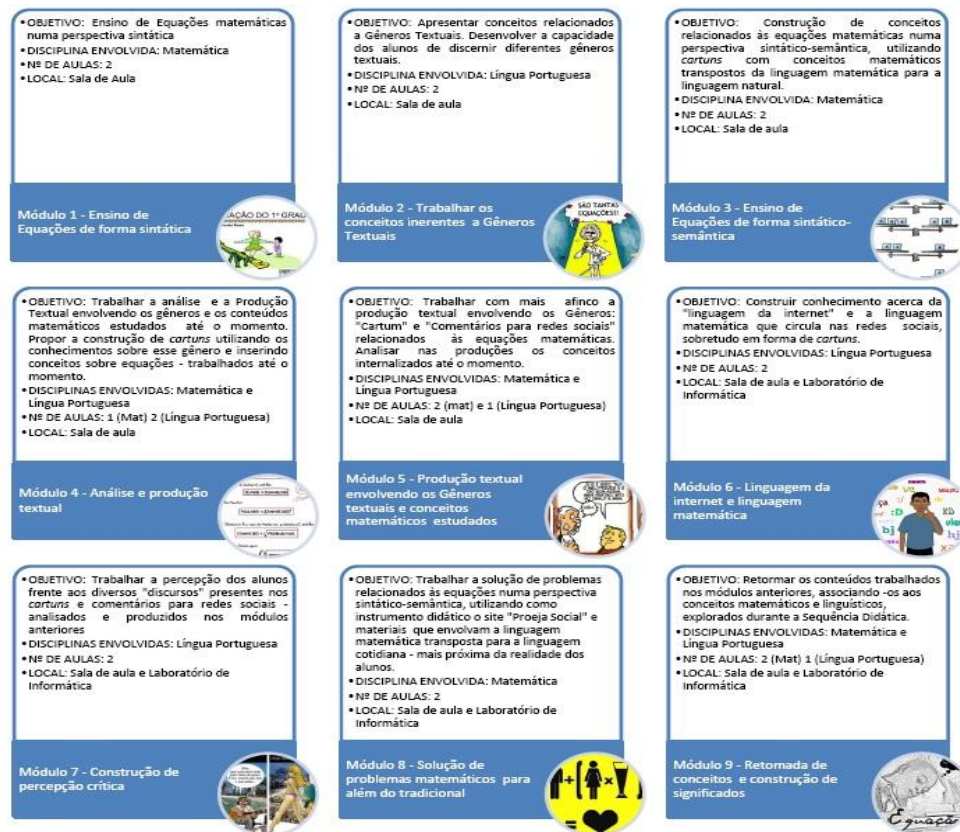 • OBJETIVO: Ensino de Equações matemáticas
numa perspectiva sintática
• DISCIPLINA ENVOLVIDA: Matemática
• Nº DE AULAS: 2
• LOCAL: Sala de Aula
Módulo 1 - Ensino de
Equações de forma sintática
AÇÃO DO 1º GRAU
• OBJETIVO: Apresentar conceitos relacionados
a Gêneros Textuais. Desenvolver a capacidade
dos alunos de discernir diferentes gêneros
textuais.
• DISCIPLINA ENVOLVIDA: Língua Portuguesa
• Nº DE AULAS: 2
• LOCAL: Sala de aula
Módulo 2 - Trabalhar os
conceitos inerentes a Gêneros
Textuais
SÃO TANTAS
EQUAÇÕES!!
• OBJETIVO: Construção de conceitos
relacionados às equações matemáticas numa
perspectiva sintático-semântica, utilizando
cartuns com conceitos matemáticos
transpostos da linguagem matemática para a
linguagem natural.
• DISCIPLINA ENVOLVIDA: Matemática
• Nº DE AULAS: 2
• LOCAL: Sala de aula
Módulo 3 - Ensino de
Equações de forma sintático-
semântica
• OBJETIVO: Trabalhar a análise e a Produção
Textual envolvendo os gêneros e os conteúdos
matemáticos estudados até o momento.
Propor a construção de cartuns utilizando os
conhecimentos sobre esse gênero e inserindo
conceitos sobre equações - trabalhados até o
momento.
• DISCIPLINAS ENVOLVIDAS: Matemática e
Língua Portuguesa
• Nº DE AULAS: 1 (Mat) 2 (Língua Portuguesa)
• LOCAL: Sala de aula
Módulo 4 - Análise e produção
textual
• OBJETIVO: Trabalhar com mais afinco a
produção textual envolvendo os Gêneros:
"Cartum" e "Comentários para redes sociais"
relacionados às equações matemáticas.
Analisar nas produções os conceitos
internalizados até o momento.
• DISCIPLINAS ENVOLVIDAS: Matemática e
Língua Portuguesa
• Nº DE AULAS: 2 (mat) e 1 (Língua Portuguesa)
• LOCAL: Sala de aula
Módulo 5 - Produção textual
envolvendo os Gêneros
textuais e conceitos
matemáticos estudados
• OBJETIVO: Construir conhecimento acerca da
"linguagem da internet" e a linguagem
matemática que circula nas redes sociais,
sobretudo em forma de cartuns.
• DISCIPLINAS ENVOLVIDAS: Língua Portuguesa
• Nº DE AULAS: 2
• LOCAL: Sala de aula e Laboratório de
Informática
Módulo 6 - Linguagem da
internet e linguagem
matemática
• OBJETIVO: Trabalhar a percepção dos alunos
frente aos diversos "discursos" presentes nos
cartuns e comentários para redes sociais -
analisados e produzidos nos módulos
anteriores
• DISCIPLINAS ENVOLVIDAS: Língua Portuguesa
• Nº DE AULAS: 2
• LOCAL: Sala de aula e Laboratório de
Informática
Módulo 7 - Construção de
percepção crítica
• OBJETIVO: Trabalhar a solução de problemas
relacionados às equações numa perspectiva
sintático-semântica, utilizando como
instrumento didático o site "Proeja Social" e
materiais que envolvam a linguagem
matemática transposta para a linguagem
cotidiana - mais próxima da realidade dos
alunos.
• DISCIPLINA ENVOLVIDA: Matemática
• Nº DE AULAS: 2
• LOCAL: Sala de aula e Laboratório de
Informática
Módulo 8 - Solução de
problemas matemáticos para
além do tradicional
• OBJETIVO: Retomar os conteúdos trabalhados
nos módulos anteriores, associando -os aos
conceitos matemáticos e linguísticos,
explorados durante a Sequência Didática.
• DISCIPLINAS ENVOLVIDAS: Matemática e
Língua Portuguesa
• Nº DE AULAS: 2 (Mat) 1 (Língua Portuguesa)
• LOCAL: Sala de aula e Laboratório de
Informática
Módulo 9 - Retomada de
conceitos e construção de
significados
Equação